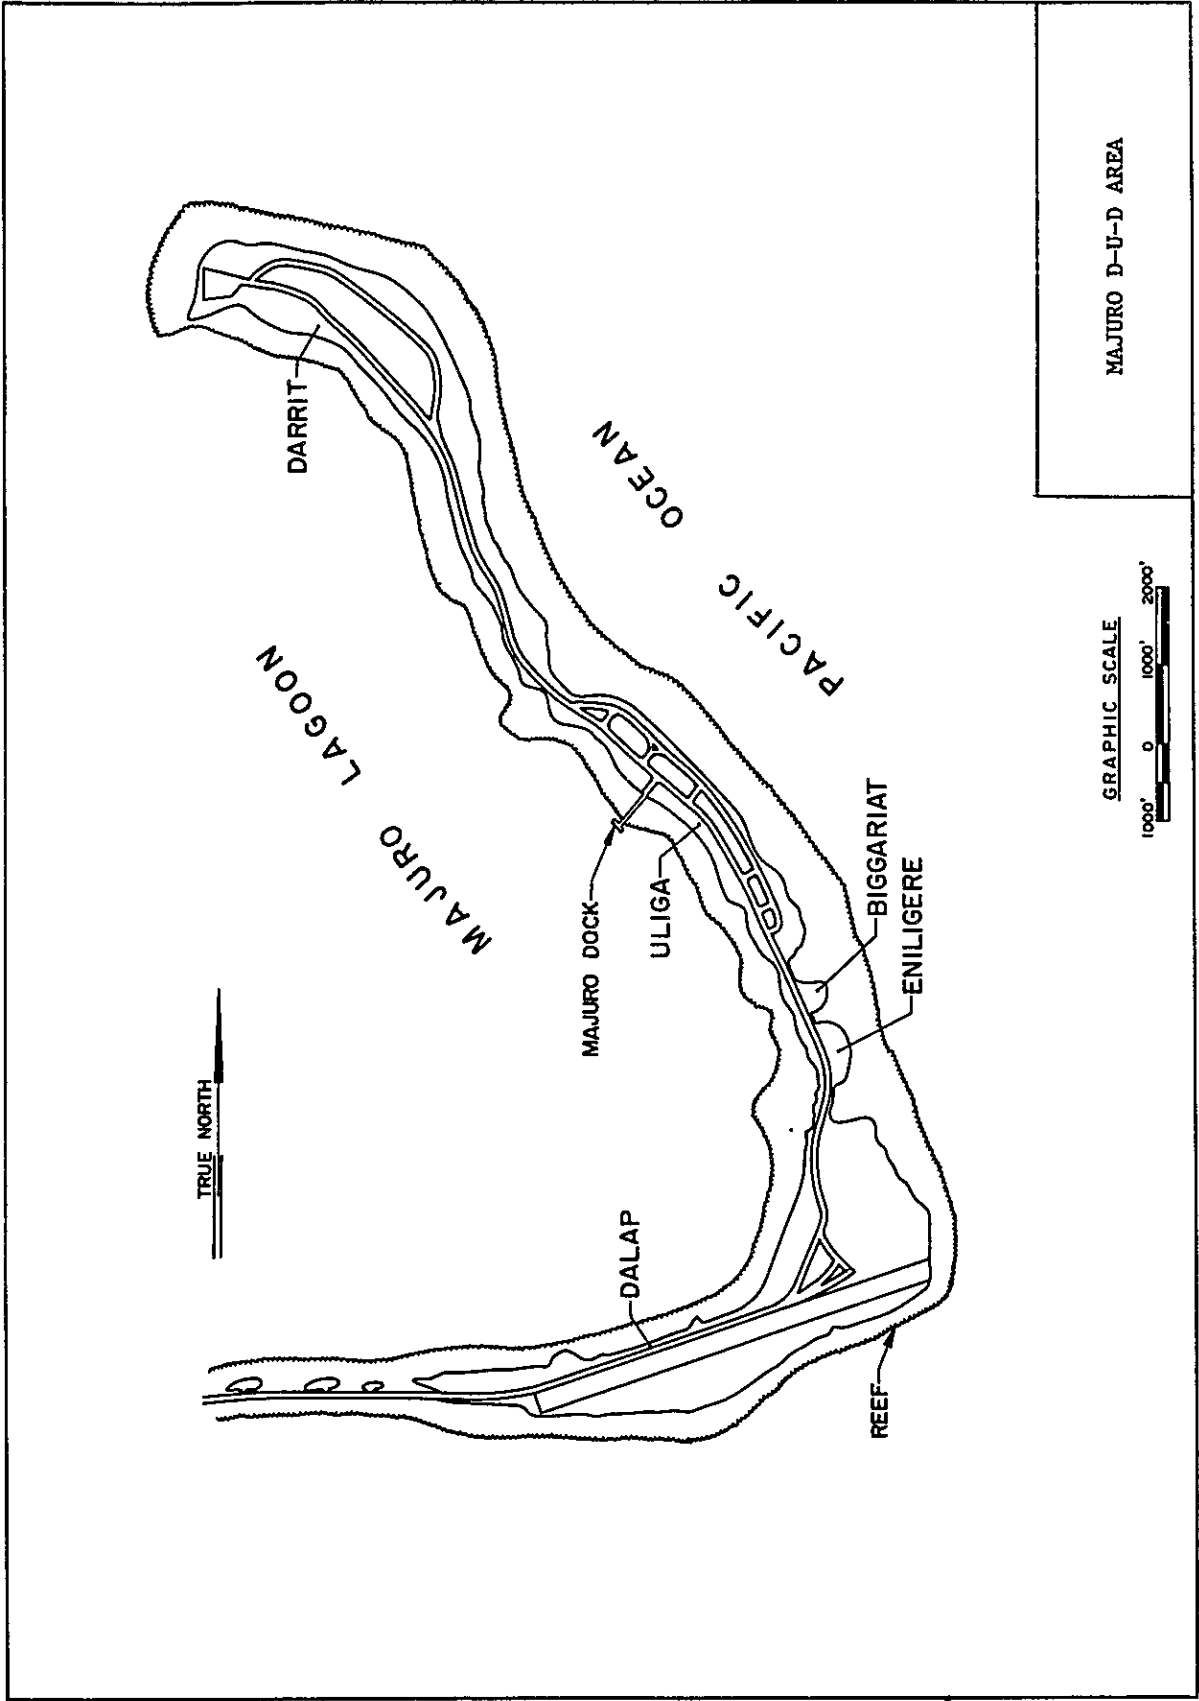 TRUE NORTH
MAJURO LAGOON
DARRIT
PACIFIC OCEAN
MAJURO DOCK
ULIGA
BIGGARIAT
ENILIGERE
DALAP
REEF
GRAPHIC SCALE
1000' 0 1000' 2000'
MAJURO D-U-D AREA